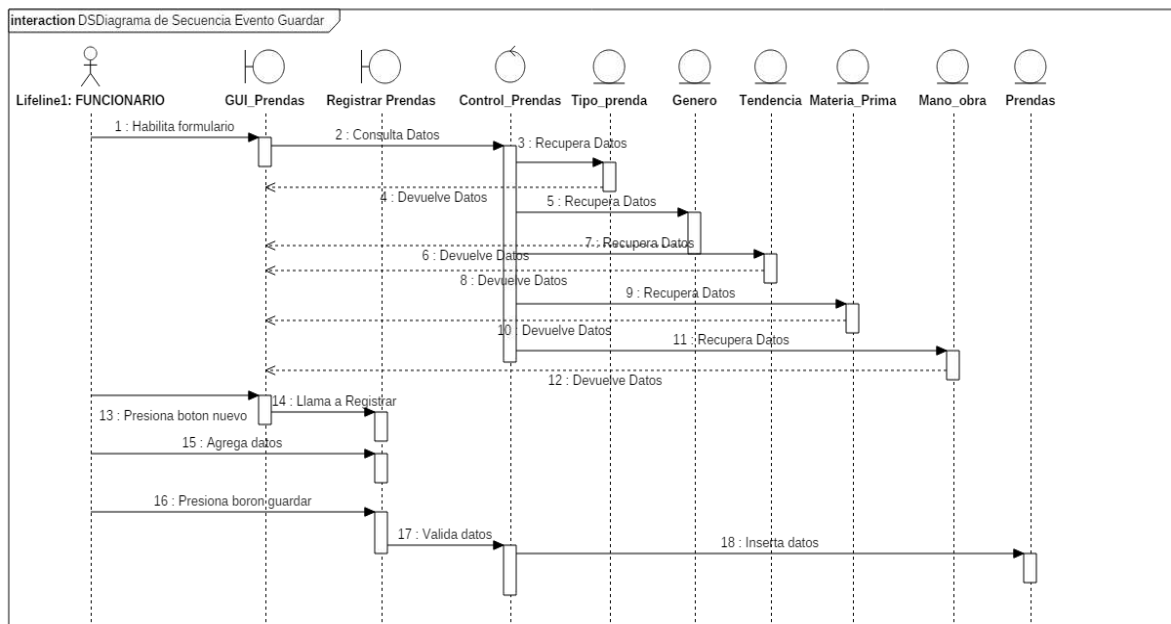 interaction DSDiagrama de Secuencia Evento Guardar
Lifeline1: FUNCIONARIO
GUI_Prendas
Registrar Prendas
Control_Prendas
Tipo_prenda
Genero
Tendencia
Materia_Prima
Mano_obra
Prendas
1 : Habilita formulario
2 : Consulta Datos
3 : Recupera Datos
4 : Devuelve Datos
5 : Recupera Datos
7 : Recupera Datos
6 : Devuelve Datos
8 : Devuelve Datos
9 : Recupera Datos
10 : Devuelve Datos
11 : Recupera Datos
12 : Devuelve Datos
14 : Llama a Registrar
13 : Presiona boton nuevo
15 : Agrega datos
16 : Presiona boron guardar
17 : Valida datos
18 : Inserta datos